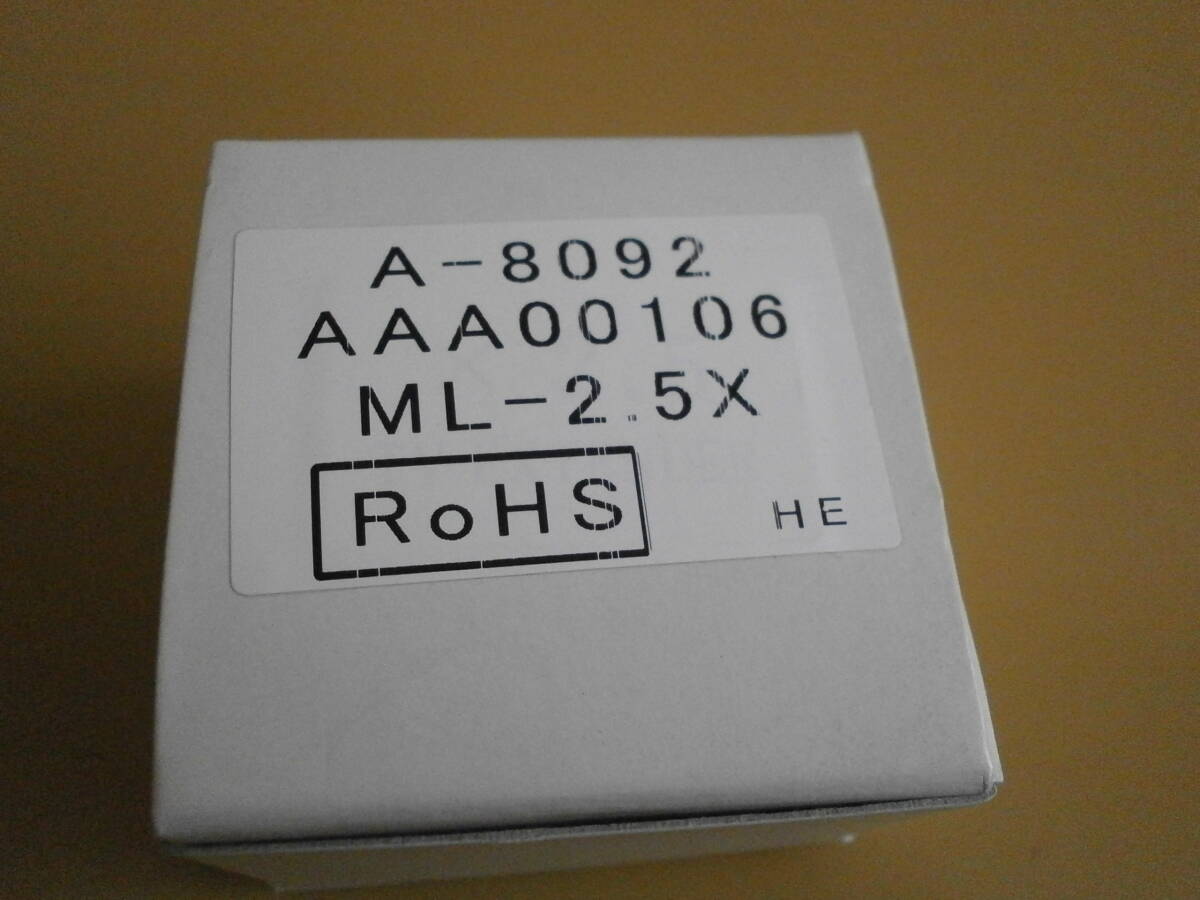 A-8092
AAA00106
ML-2.5X
RoHS
HE